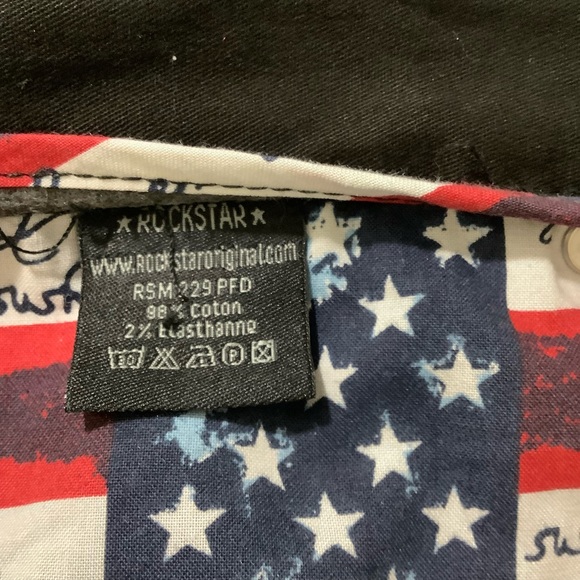 ★ ROCKSTAR ★
www.Rockstaroriginal.com
RSM 229 PFD
98% Coton
2% Elasthanne
P